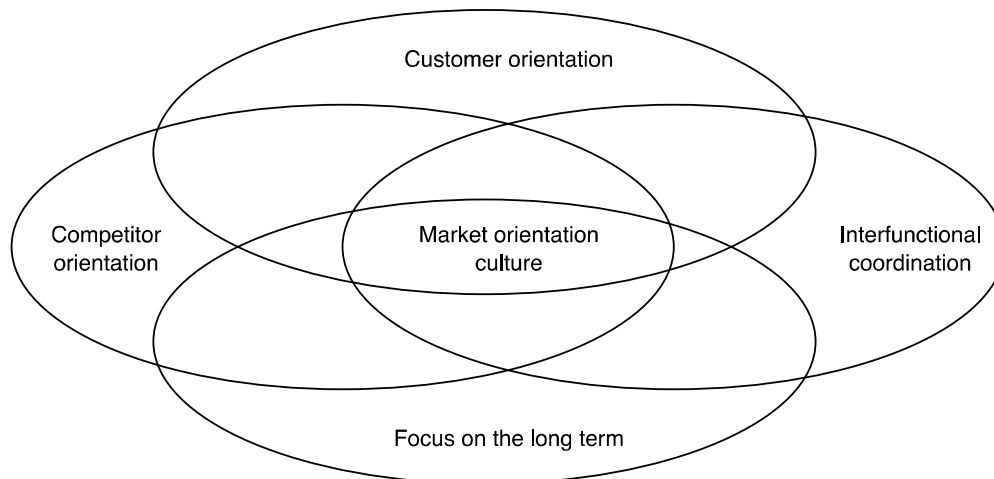 Customer orientation
Competitor
orientation
Market orientation
culture
Interfunctional
coordination
Focus on the long term